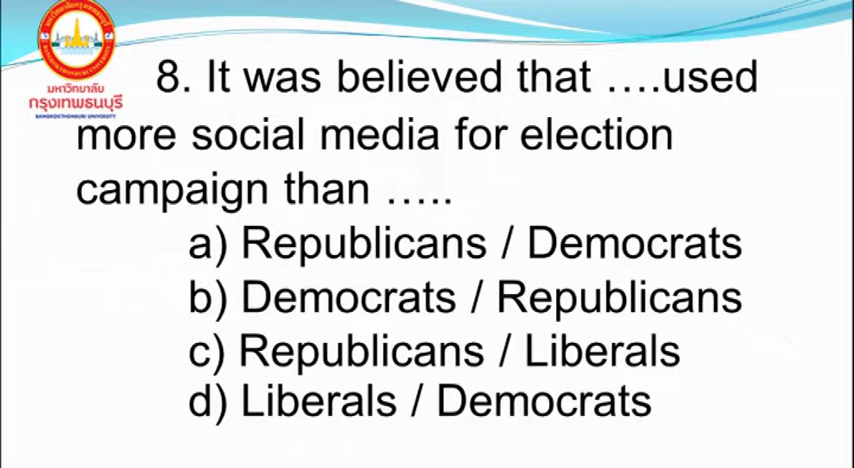 มหาวิทยาลัย
กรุงเทพธนบุรี
BANGKOKTHONBURI UNIVERSITY
8. It was believed that ….used
more social media for election
campaign than …..
a) Republicans / Democrats
b) Democrats / Republicans
c) Republicans / Liberals
d) Liberals / Democrats